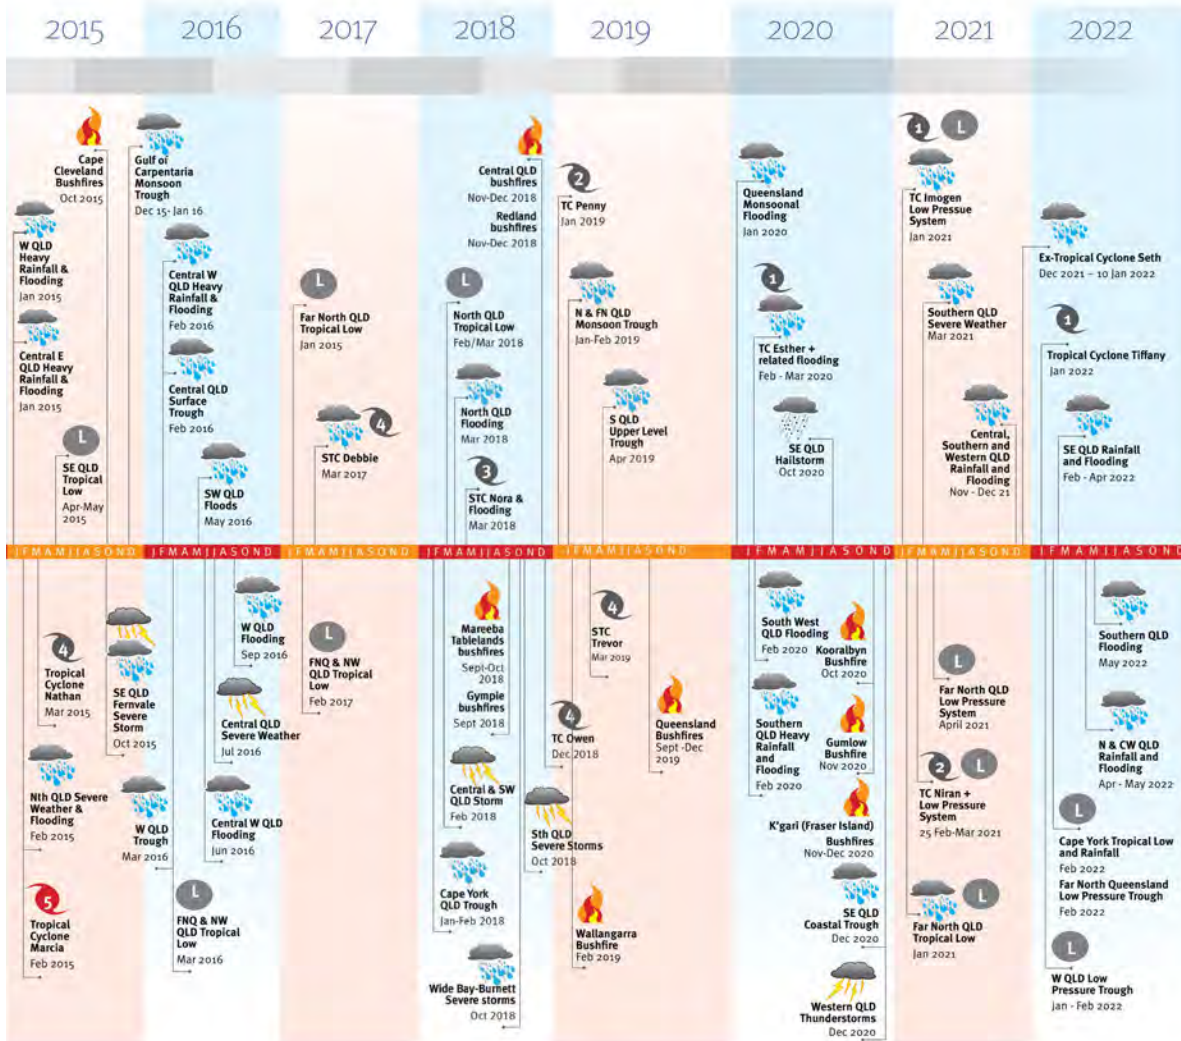 2015
2016
2017
2018
2019
2020
2021
2022
Cape
Cleveland
Bushfires
Oct 2015
W QLD
Heavy
Rainfall &
Flooding
Jan 2015
Central E
QLD Heavy
Rainfall &
Flooding
Jan 2015
L
SE QLD
Tropical
Low
Apr-May
2015
Gulf of
Carpentaria
Monsoon
Trough
Dec 15- Jan 16
Central W
QLD Heavy
Rainfall &
Flooding
Feb 2016
Central QLD
Surface
Trough
Feb 2016
SW QLD
Floods
May 2016
L
Far North QLD
Tropical Low
Jan 2015
4
STC Debbie
Mar 2017
Central QLD
bushfires
Nov-Dec 2018
Redland
bushfires
Nov-Dec 2018
L
North QLD
Tropical Low
Feb/Mar 2018
North QLD
Flooding
Mar 2018
3
STC Nora &
Flooding
Mar 2018
2
TC Penny
Jan 2019
N & FN QLD
Monsoon Trough
Jan-Feb 2019
S QLD
Upper Level
Trough
Apr 2019
Queensland
Monsoonal
Flooding
Jan 2020
1
TC Esther +
related flooding
Feb - Mar 2020
SE QLD
Hailstorm
Oct 2020
1 L
TC Imogen
Low Pressue
System
Jan 2021
Southern QLD
Severe Weather
Mar 2021
Central,
Southern and
Western QLD
Rainfall and
Flooding
Nov - Dec 21
Ex-Tropical Cyclone Seth
Dec 2021 – 10 Jan 2022
1
Tropical Cyclone Tiffany
Jan 2022
SE QLD Rainfall
and Flooding
Feb - Apr 2022
J F M A M J J A S O N D
J F M A M J J A S O N D
J F M A M J J A S O N D
J F M A M J J A S O N D
J F M A M J J A S O N D
J F M A M J J A S O N D
J F M A M J J A S O N D
J F M A M J J A S O N D
4
Tropical
Cyclone
Nathan
Mar 2015
SE QLD
Fernvale
Severe
Storm
Oct 2015
Nth QLD Severe
Weather &
Flooding
Feb 2015
5
Tropical
Cyclone
Marcia
Feb 2015
W QLD
Flooding
Sep 2016
Central QLD
Severe Weather
Jul 2016
W QLD
Trough
Mar 2016
Central W QLD
Flooding
Jun 2016
L
FNQ & NW
QLD Tropical
Low
Mar 2016
L
FNQ & NW
QLD Tropical
Low
Feb 2017
Mareeba
Tablelands
bushfires
Sept-Oct
2018
Gympie
bushfires
Sept 2018
Central & SW
QLD Storm
Feb 2018
Cape York
QLD Trough
Jan-Feb 2018
Wide Bay-Burnett
Severe storms
Oct 2018
4
TC Owen
Dec 2018
Sth QLD
Severe Storms
Oct 2018
4
STC
Trevor
Mar 2019
Queensland
Bushfires
Sept -Dec
2019
Wallangarra
Bushfire
Feb 2019
South West
QLD Flooding
Feb 2020
Kooralbyn
Bushfire
Oct 2020
Southern
QLD Heavy
Rainfall
and
Flooding
Feb 2020
Gumlow
Bushfire
Nov 2020
K'gari (Fraser Island)
Bushfires
Nov-Dec 2020
SE QLD
Coastal Trough
Dec 2020
Western QLD
Thunderstorms
Dec 2020
L
Far North QLD
Low Pressure
System
April 2021
2 L
TC Niran +
Low Pressure
System
25 Feb-Mar 2021
L
Far North QLD
Tropical Low
Jan 2021
Southern QLD
Flooding
May 2022
N & CW QLD
Rainfall and
Flooding
Apr - May 2022
L
Cape York Tropical Low
and Rainfall
Feb 2022
Far North Queensland
Low Pressure Trough
Feb 2022
L
W QLD Low
Pressure Trough
Jan - Feb 2022